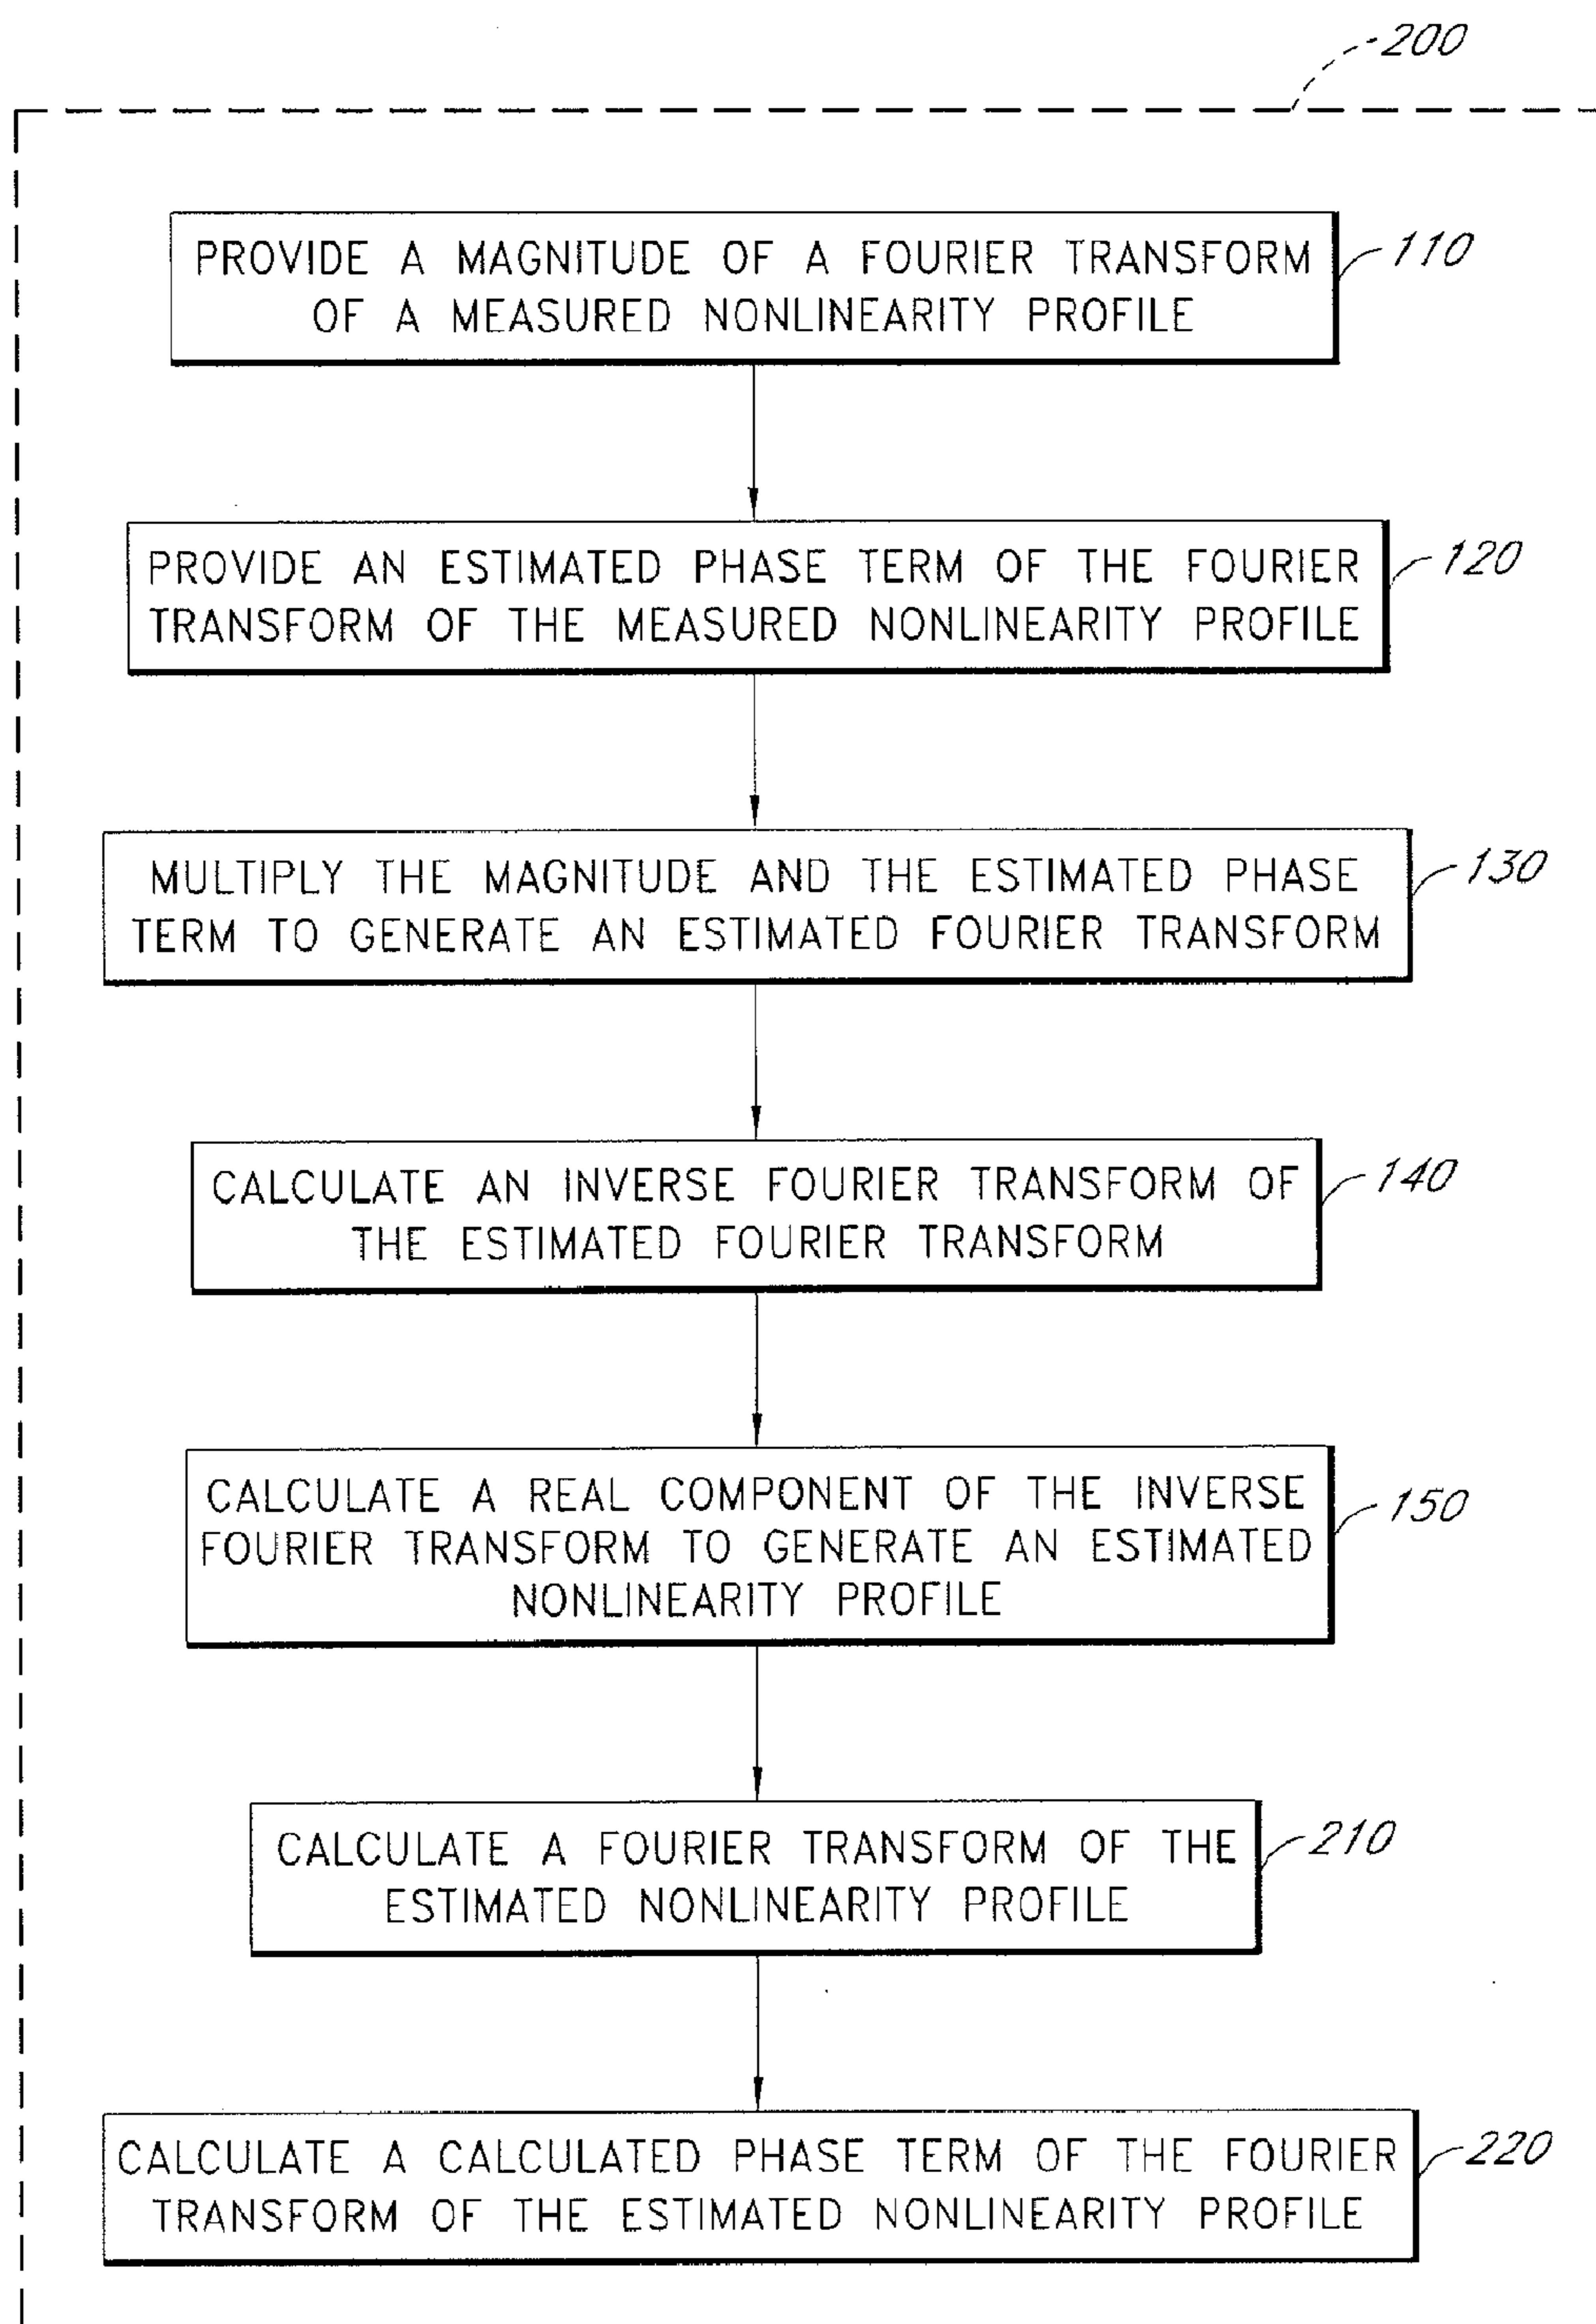 200
PROVIDE A MAGNITUDE OF A FOURIER TRANSFORM
OF A MEASURED NONLINEARITY PROFILE
110
PROVIDE AN ESTIMATED PHASE TERM OF THE FOURIER
TRANSFORM OF THE MEASURED NONLINEARITY PROFILE
120
MULTIPLY THE MAGNITUDE AND THE ESTIMATED PHASE
TERM TO GENERATE AN ESTIMATED FOURIER TRANSFORM
130
CALCULATE AN INVERSE FOURIER TRANSFORM OF
THE ESTIMATED FOURIER TRANSFORM
140
CALCULATE A REAL COMPONENT OF THE INVERSE
FOURIER TRANSFORM TO GENERATE AN ESTIMATED
NONLINEARITY PROFILE
150
CALCULATE A FOURIER TRANSFORM OF THE
ESTIMATED NONLINEARITY PROFILE
210
CALCULATE A CALCULATED PHASE TERM OF THE FOURIER
TRANSFORM OF THE ESTIMATED NONLINEARITY PROFILE
220